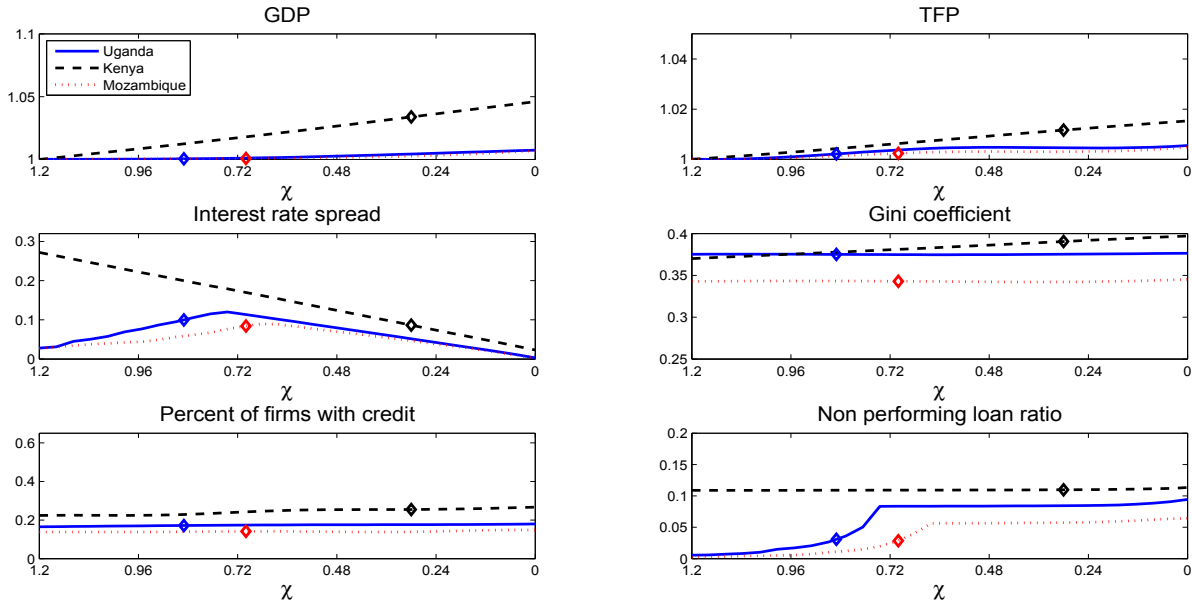 GDP
1.1
1.05
1
Uganda
Kenya
Mozambique
1.2 0.96 0.72 0.48 0.24 0
χ
TFP
1.04
1.02
1
1.2 0.96 0.72 0.48 0.24 0
χ
Interest rate spread
0.3
0.2
0.1
0
1.2 0.96 0.72 0.48 0.24 0
χ
Gini coefficient
0.4
0.35
0.3
0.25
1.2 0.96 0.72 0.48 0.24 0
χ
Percent of firms with credit
0.6
0.4
0.2
0
1.2 0.96 0.72 0.48 0.24 0
χ
Non performing loan ratio
0.2
0.15
0.1
0.05
0
1.2 0.96 0.72 0.48 0.24 0
χ